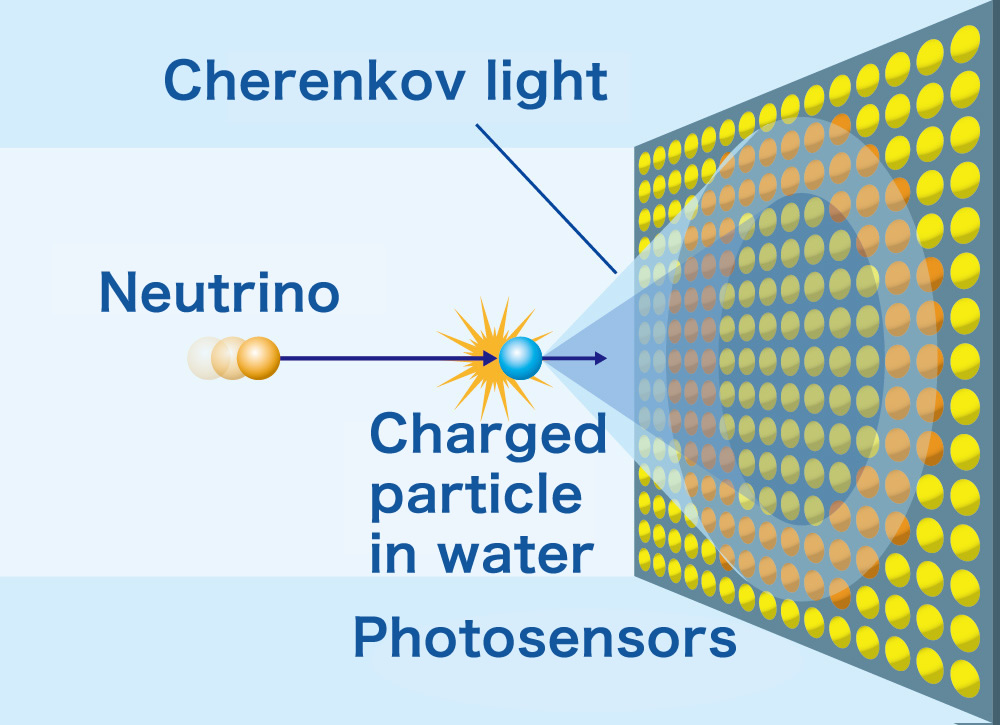 Cherenkov light
Neutrino
Charged
particle
in water
Photosensors